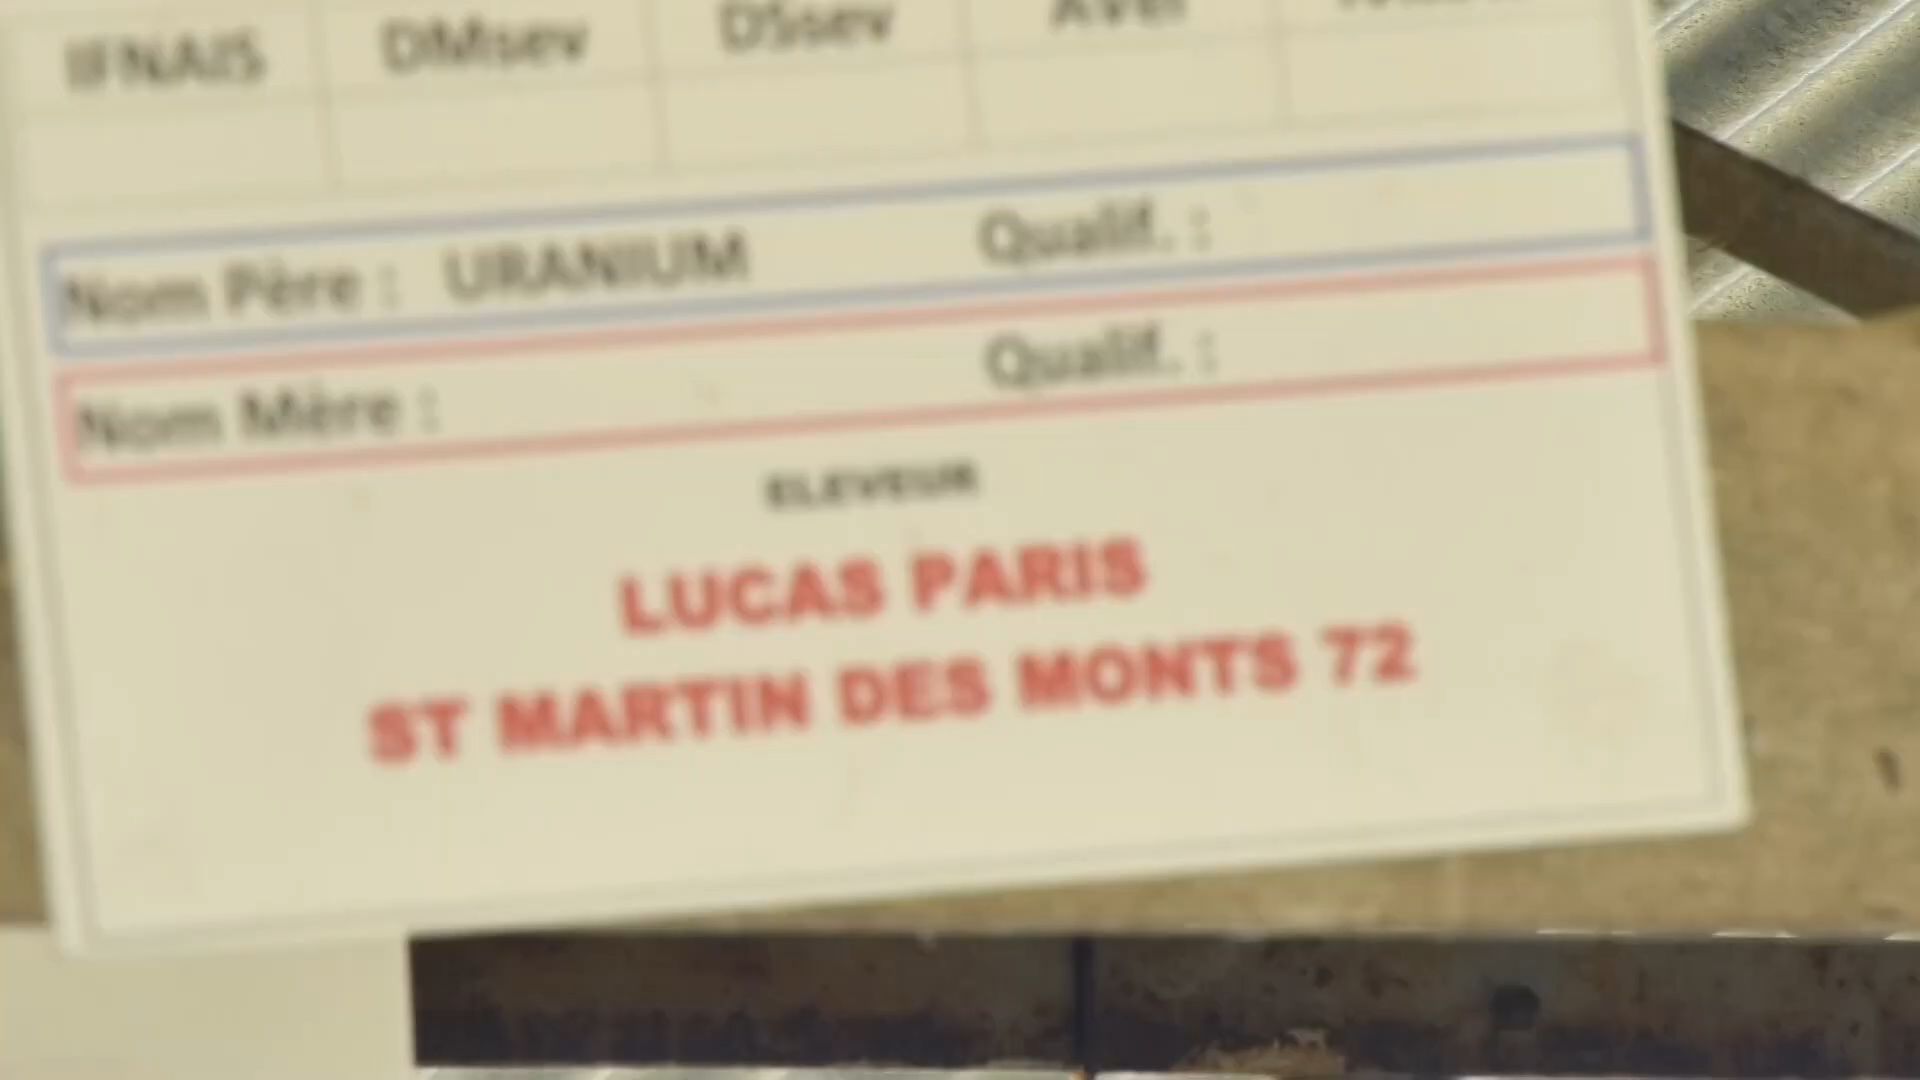 IFNAIS DMsev DSsev
Nom Père : URANIUM Qualif. :
Nom Mère : Qualif. :
ELEVEUR
LUCAS PARIS
ST MARTIN DES MONTS 72